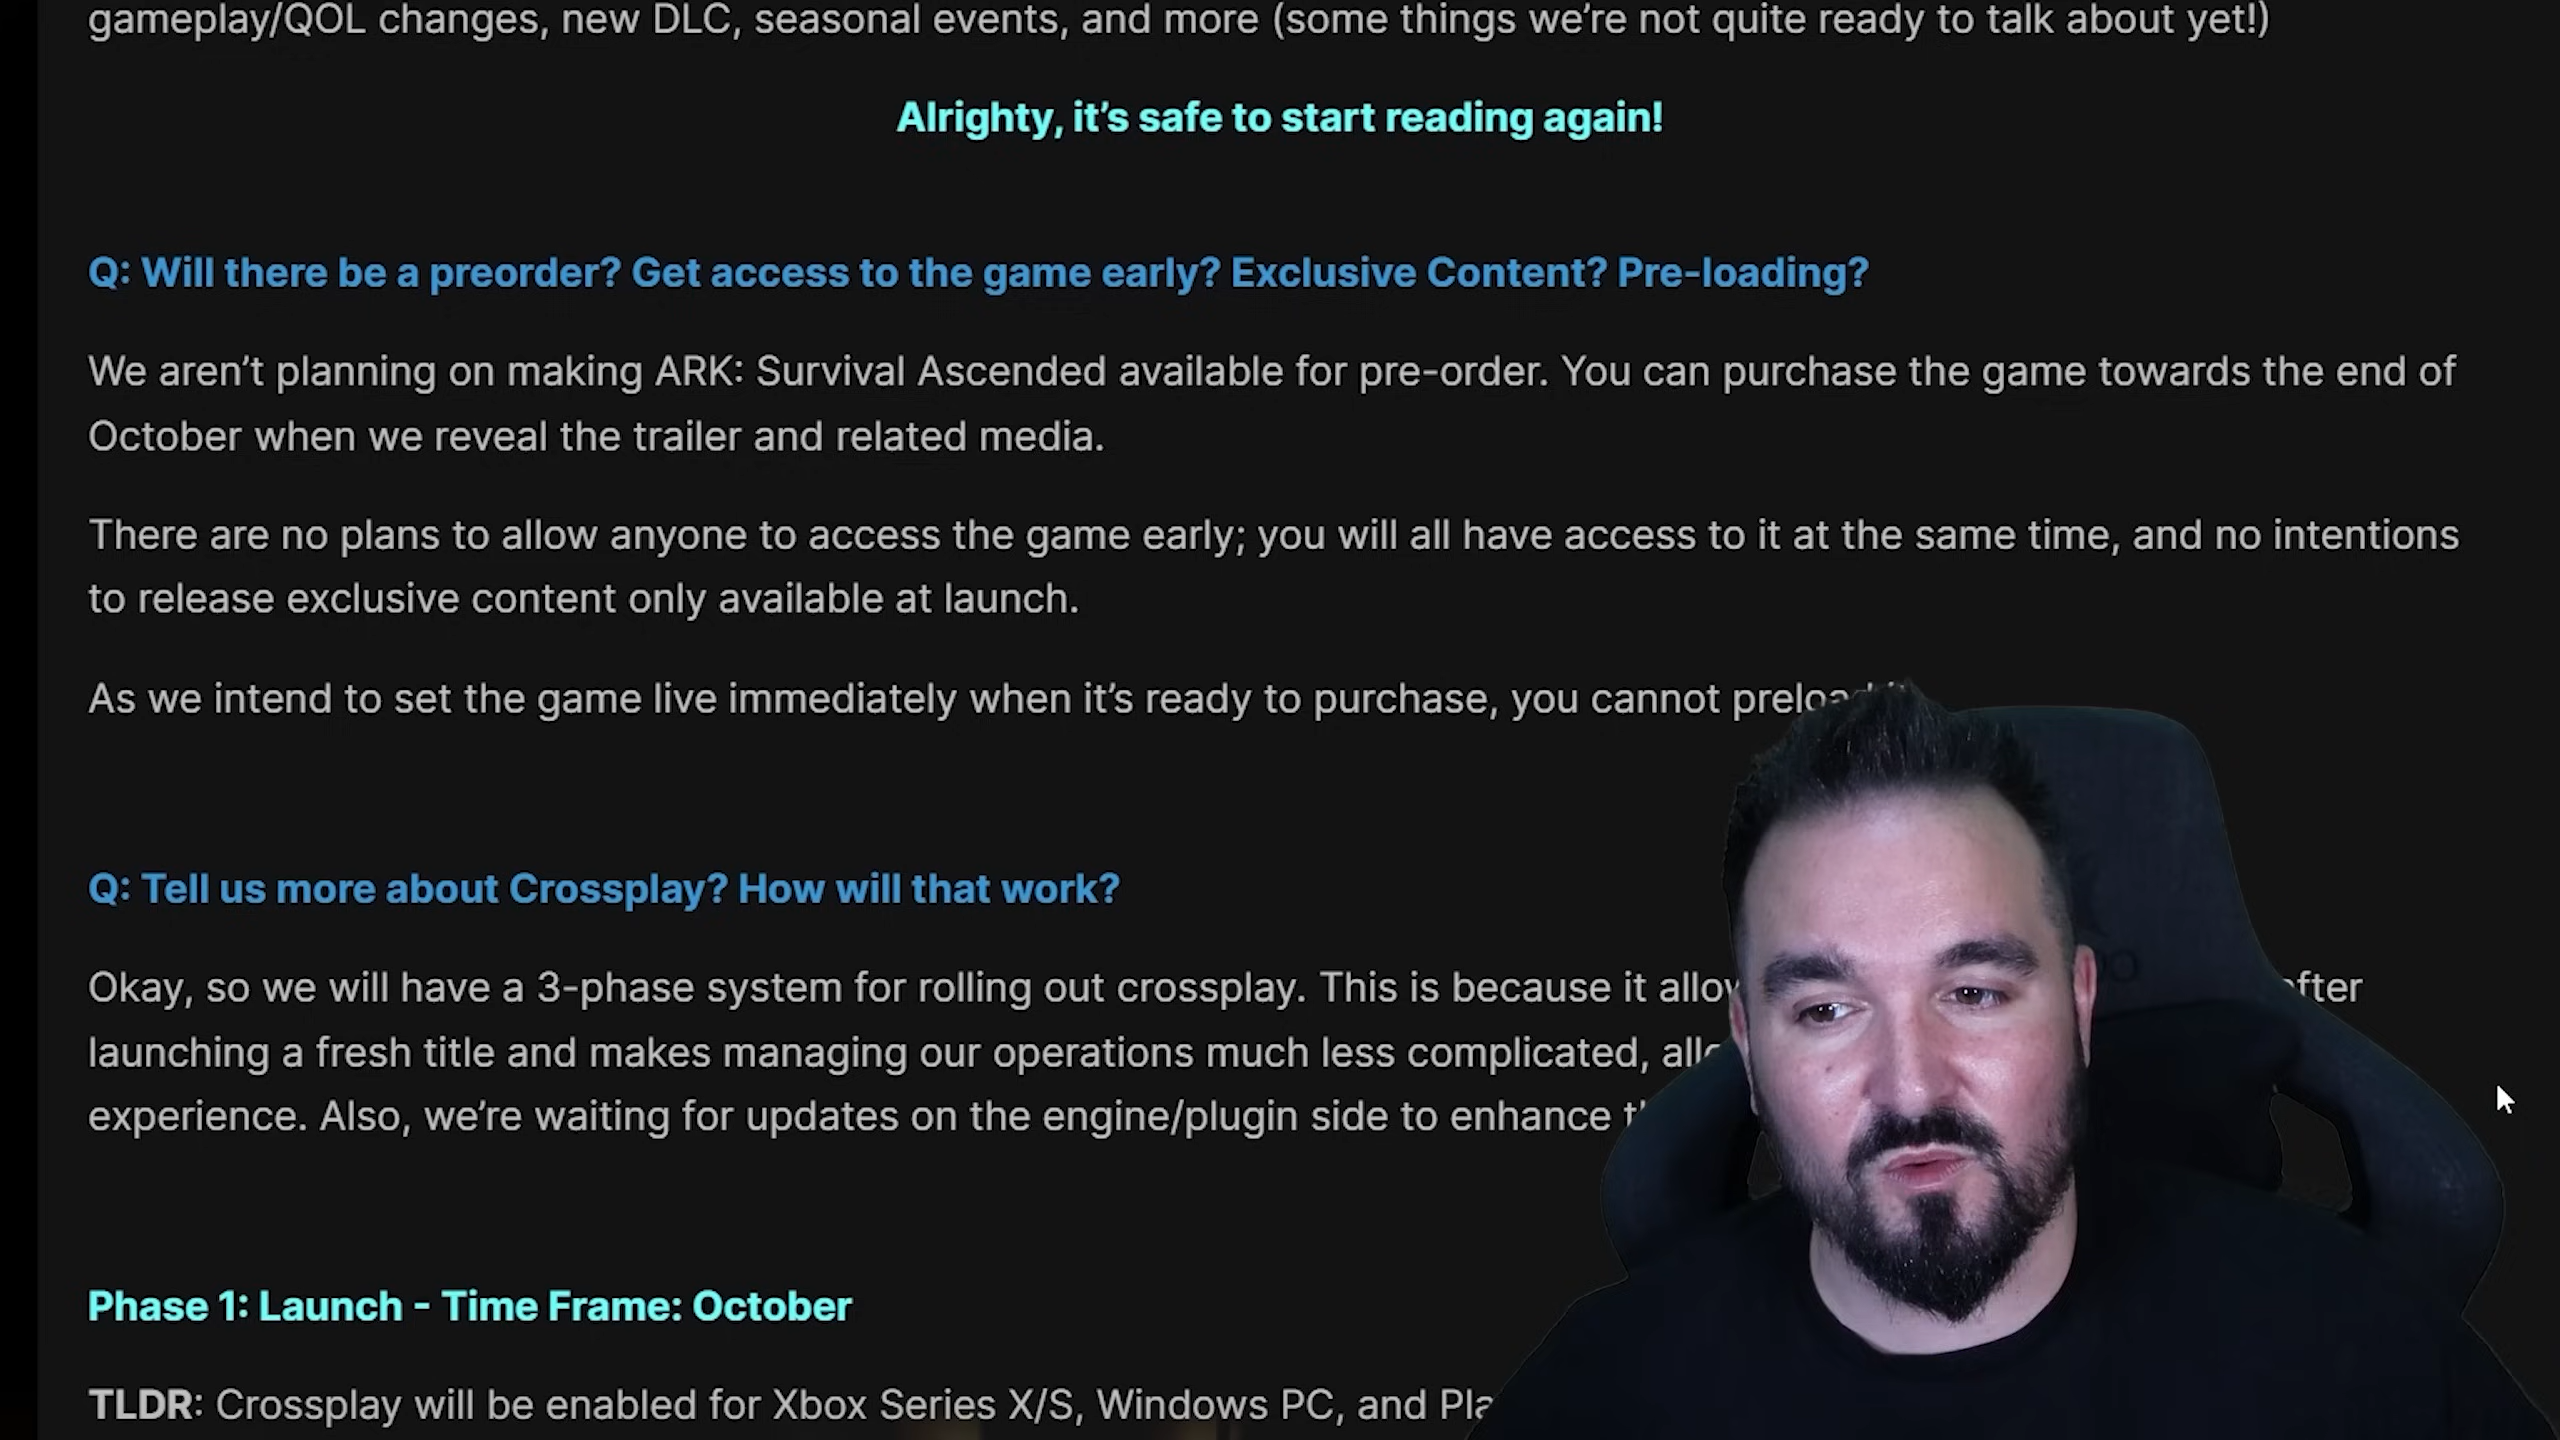 gameplay/QOL changes, new DLC, seasonal events, and more (some things we’re not quite ready to talk about yet!)
Alrighty, it’s safe to start reading again!
Q: Will there be a preorder? Get access to the game early? Exclusive Content? Pre-loading?
We aren’t planning on making ARK: Survival Ascended available for pre-order. You can purchase the game towards the end of
October when we reveal the trailer and related media.
There are no plans to allow anyone to access the game early; you will all have access to it at the same time, and no intentions
to release exclusive content only available at launch.
As we intend to set the game live immediately when it’s ready to purchase, you cannot
Q: Tell us more about Crossplay? How will that work?
Okay, so we will have a 3-phase system for rolling out crossplay. This is because it after
launching a fresh title and makes managing our operations much less complicated,
experience. Also, we’re waiting for updates on the engine/plugin side to enhance
Phase 1: Launch - Time Frame: October
TLDR: Crossplay will be enabled for Xbox Series X/S, Windows PC, and